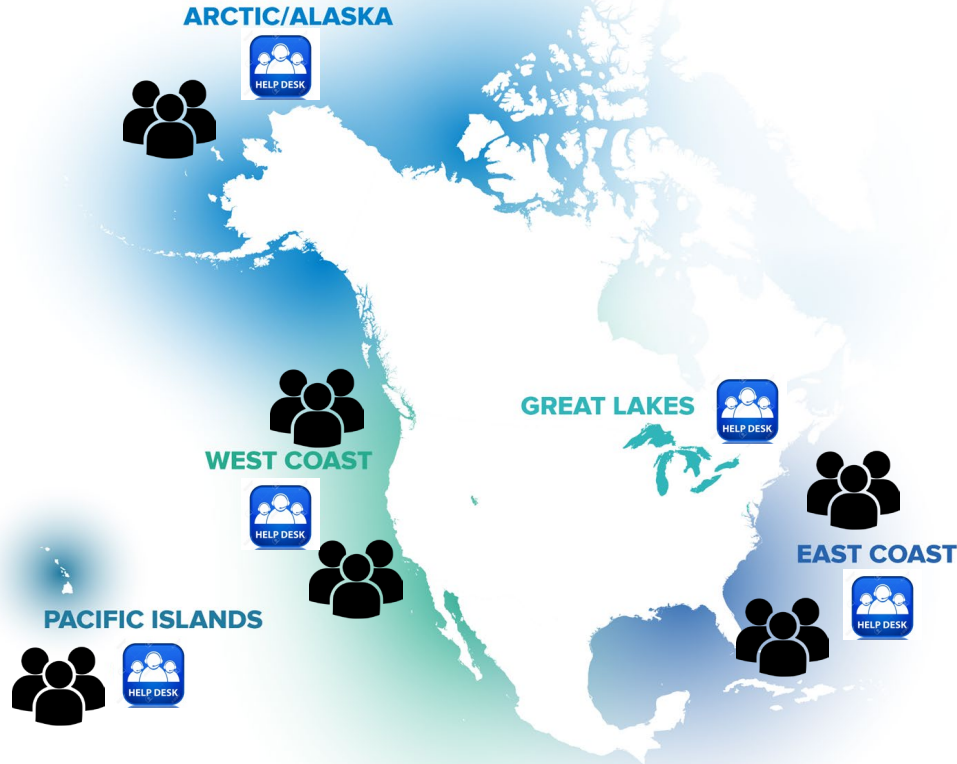 ARCTIC/ALASKA
HELP DESK
GREAT LAKES
HELP DESK
WEST COAST
HELP DESK
EAST COAST
HELP DESK
PACIFIC ISLANDS
HELP DESK